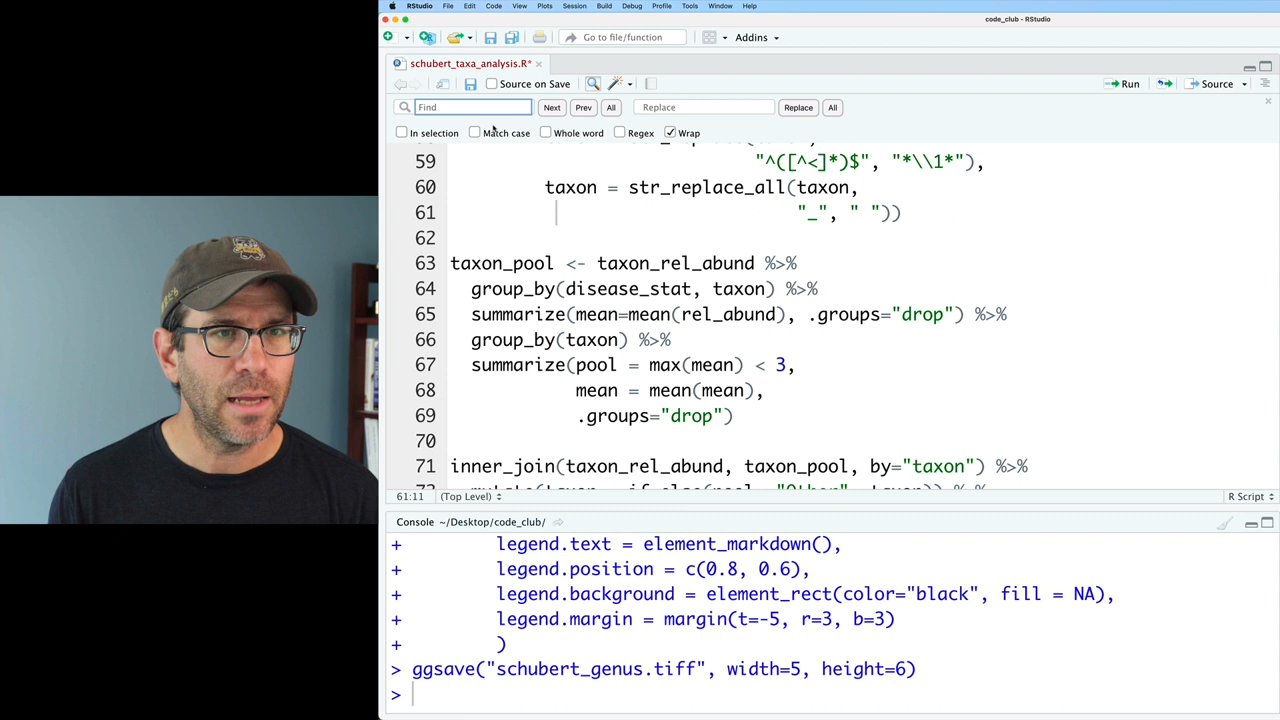 RStudio File Edit Code View Plots Session Build Debug Profile Tools Window Help
code_club - RStudio
Go to file/function Addins
schubert_taxa_analysis.R*
Source on Save Run Source
Find Next Prev All Replace Replace All
In selection Match case Whole word Regex Wrap
59 "^([^<]*)$", "*\\1*"),
60 taxon = str_replace_all(taxon,
61 "_", " "))
62
63 taxon_pool <- taxon_rel_abund %>%
64 group_by(disease_stat, taxon) %>%
65 summarize(mean=mean(rel_abund), .groups="drop") %>%
66 group_by(taxon) %>%
67 summarize(pool = max(mean) < 3,
68 mean = mean(mean),
69 .groups="drop")
70
71 inner_join(taxon_rel_abund, taxon_pool, by="taxon") %>%
61:11 (Top Level) R Script
Console ~/Desktop/code_club/
+ legend.text = element_markdown(),
+ legend.position = c(0.8, 0.6),
+ legend.background = element_rect(color="black", fill = NA),
+ legend.margin = margin(t=-5, r=3, b=3)
+ )
> ggsave("schubert_genus.tiff", width=5, height=6)
>